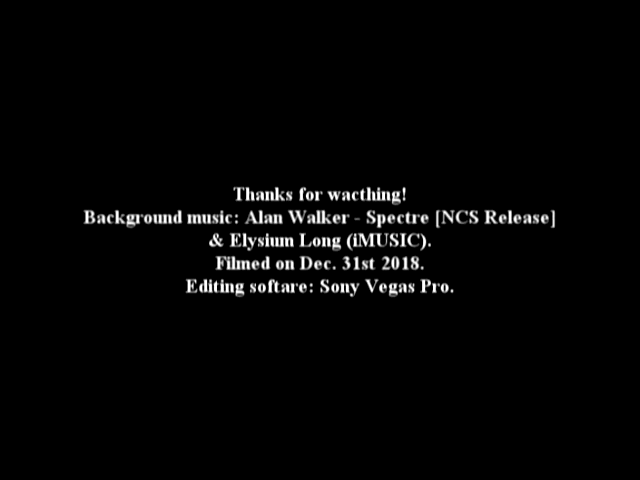 Thanks for wacthing!
Background music: Alan Walker - Spectre [NCS Release]
& Elysium Long (iMUSIC).
Filmed on Dec. 31st 2018.
Editing softare: Sony Vegas Pro.